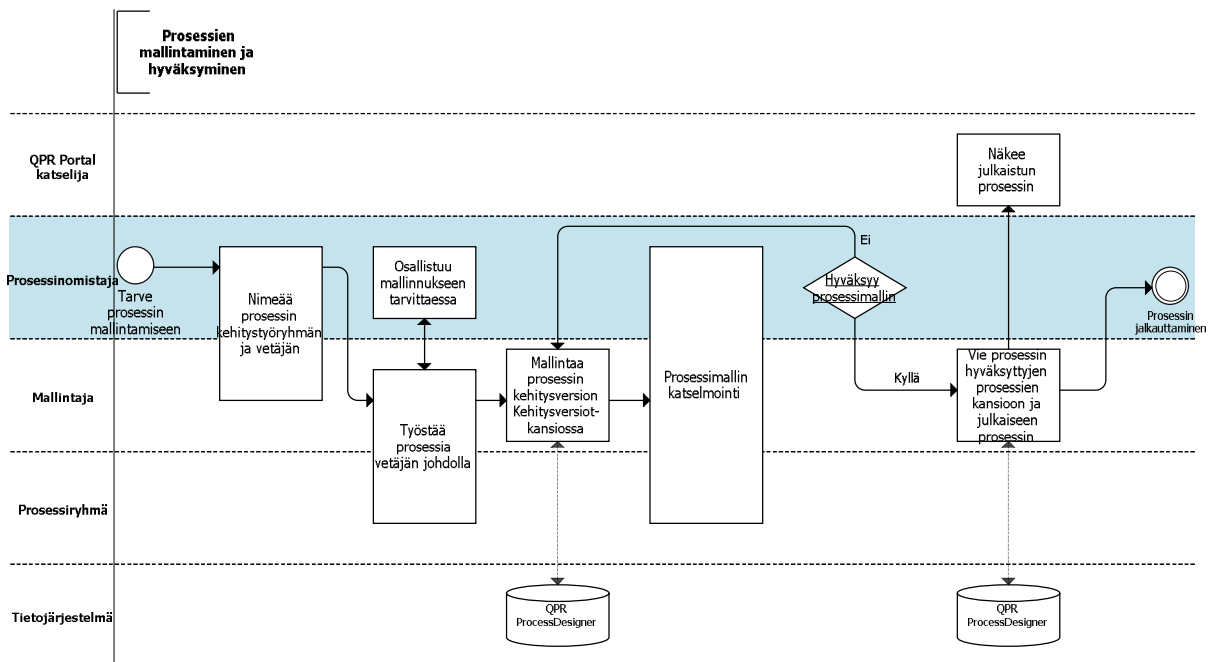 Prosessien
mallintaminen ja
hyväksyminen
QPR Portal
katselija
Näkee
julkaistun
prosessin
Prosessinomistaja
Tarve
prosessin
mallintamiseen
Nimeää
prosessin
kehitystyöryhmän
ja vetäjän
Osallistuu
mallinnukseen
tarvittaessa
Ei
Hyväksyy
prosessimallin
Prosessin
jalkauttaminen
Mallintaja
Työstää
prosessia
vetäjän johdolla
Mallintaa
prosessin
kehitysversion
Kehitysversiot-
kansiossa
Prosessimallin
katselmointi
Kyllä
Vie prosessin
hyväksyttyjen
prosessien
kansioon ja
julkaiseen
prosessin
Prosessiryhmä
Tietojärjestelmä
QPR
ProcessDesigner
QPR
ProcessDesigner